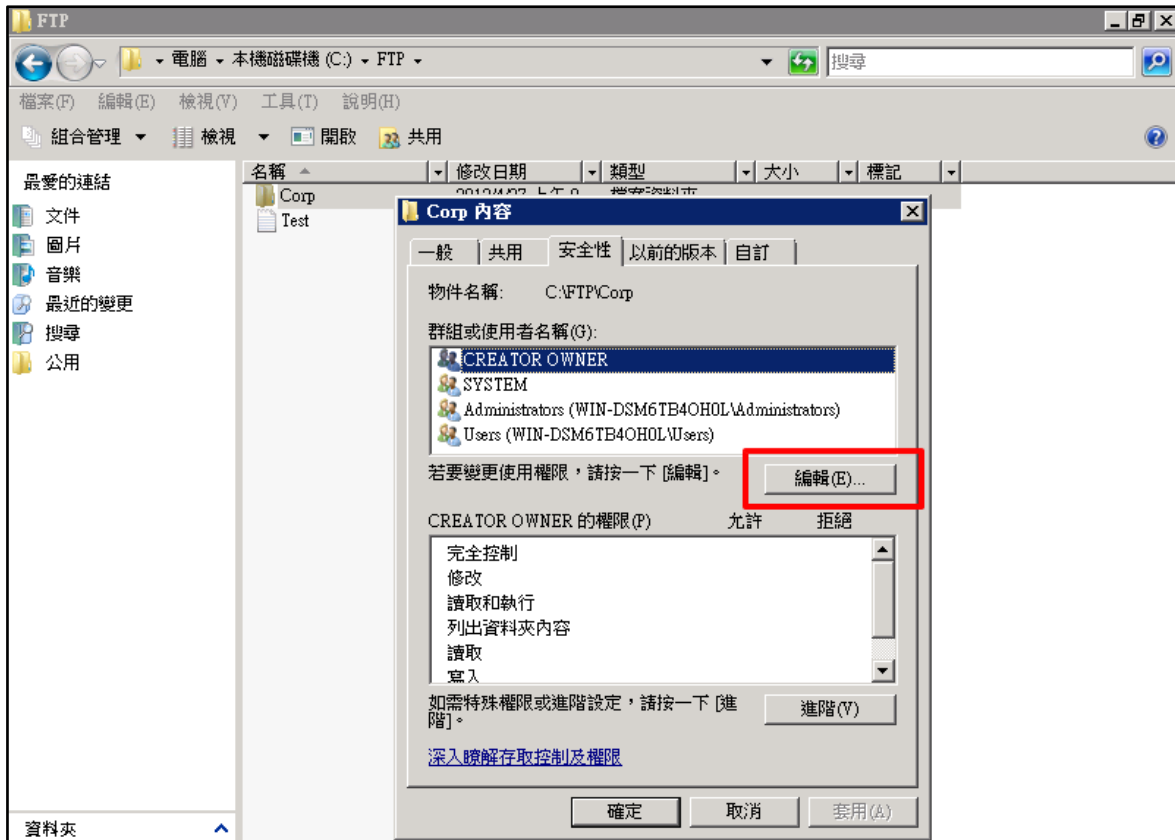 FTP
電腦 本機磁碟機 (C:) FTP
搜尋
檔案(F) 編輯(E) 檢視(V) 工具(T) 說明(H)
組合管理 檢視 開啟 共用
最愛的連結
文件
圖片
音樂
最近的變更
搜尋
公用
資料夾
名稱 修改日期 類型 大小 標記
Corp
Test
Corp 內容
一般 共用 安全性 以前的版本 自訂
物件名稱: C:\FTP\Corp
群組或使用者名稱(G):
CREATOR OWNER
SYSTEM
Administrators (WIN-DSM6TB4OH0L\Administrators)
Users (WIN-DSM6TB4OH0L\Users)
若要變更使用權限，請按一下 [編輯]。 編輯(E)...
CREATOR OWNER 的權限(P) 允許 拒絕
完全控制
修改
讀取和執行
列出資料夾內容
讀取
寫入
如需特殊權限或進階設定，請按一下 [進
階]。
進階(V)
深入瞭解存取控制及權限
確定 取消 套用(A)